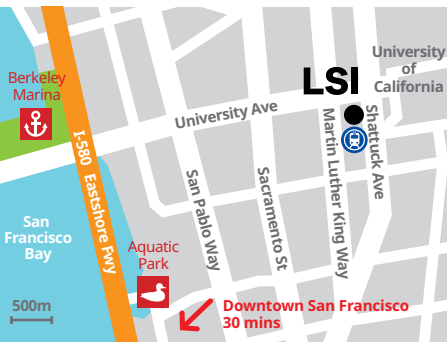 University
of
California
LSI
Berkeley
Marina
University Ave
Shattuck Ave
Martin Luther King Way
I-580 Eastshore Fwy
San Pablo Way
Sacramento St
San
Francisco
Bay
Aquatic
Park
500m
Downtown San Francisco
30 mins